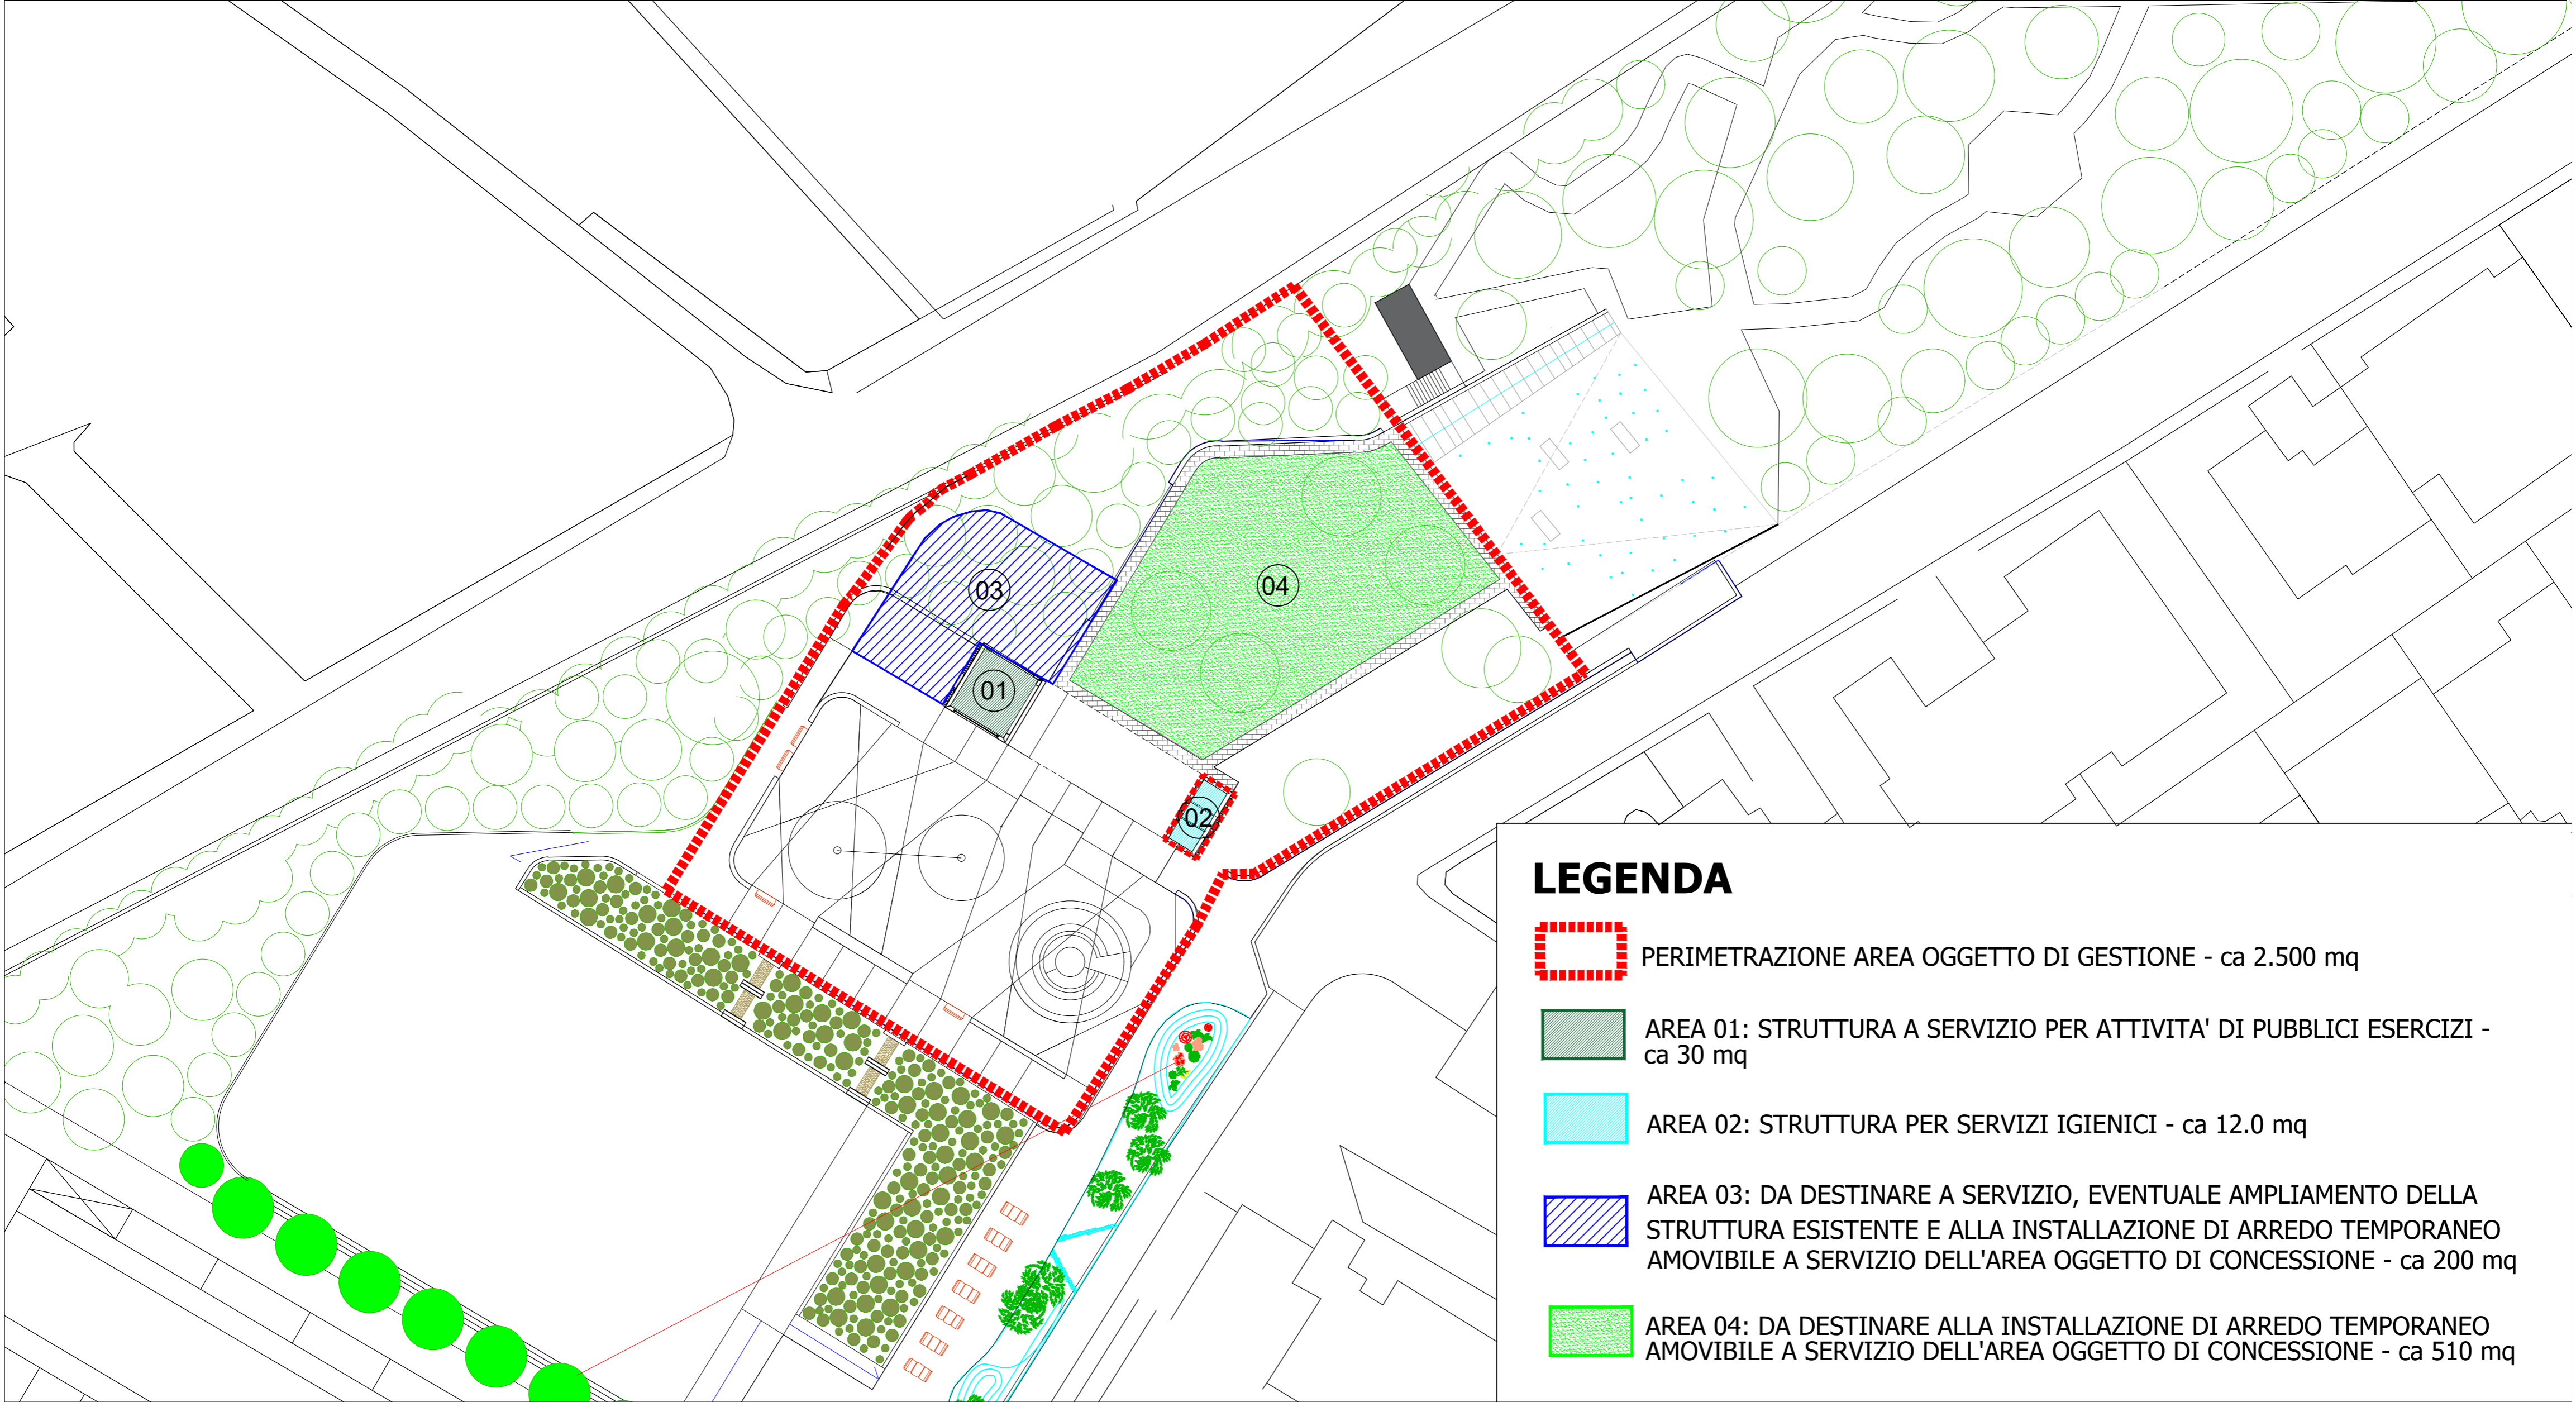 03
04
01
02
LEGENDA
PERIMETRAZIONE AREA OGGETTO DI GESTIONE - ca 2.500 mq
AREA 01: STRUTTURA A SERVIZIO PER ATTIVITA' DI PUBBLICI ESERCIZI -
ca 30 mq
AREA 02: STRUTTURA PER SERVIZI IGIENICI - ca 12.0 mq
AREA 03: DA DESTINARE A SERVIZIO, EVENTUALE AMPLIAMENTO DELLA
STRUTTURA ESISTENTE E ALLA INSTALLAZIONE DI ARREDO TEMPORANEO
AMOVIBILE A SERVIZIO DELL'AREA OGGETTO DI CONCESSIONE - ca 200 mq
AREA 04: DA DESTINARE ALLA INSTALLAZIONE DI ARREDO TEMPORANEO
AMOVIBILE A SERVIZIO DELL'AREA OGGETTO DI CONCESSIONE - ca 510 mq